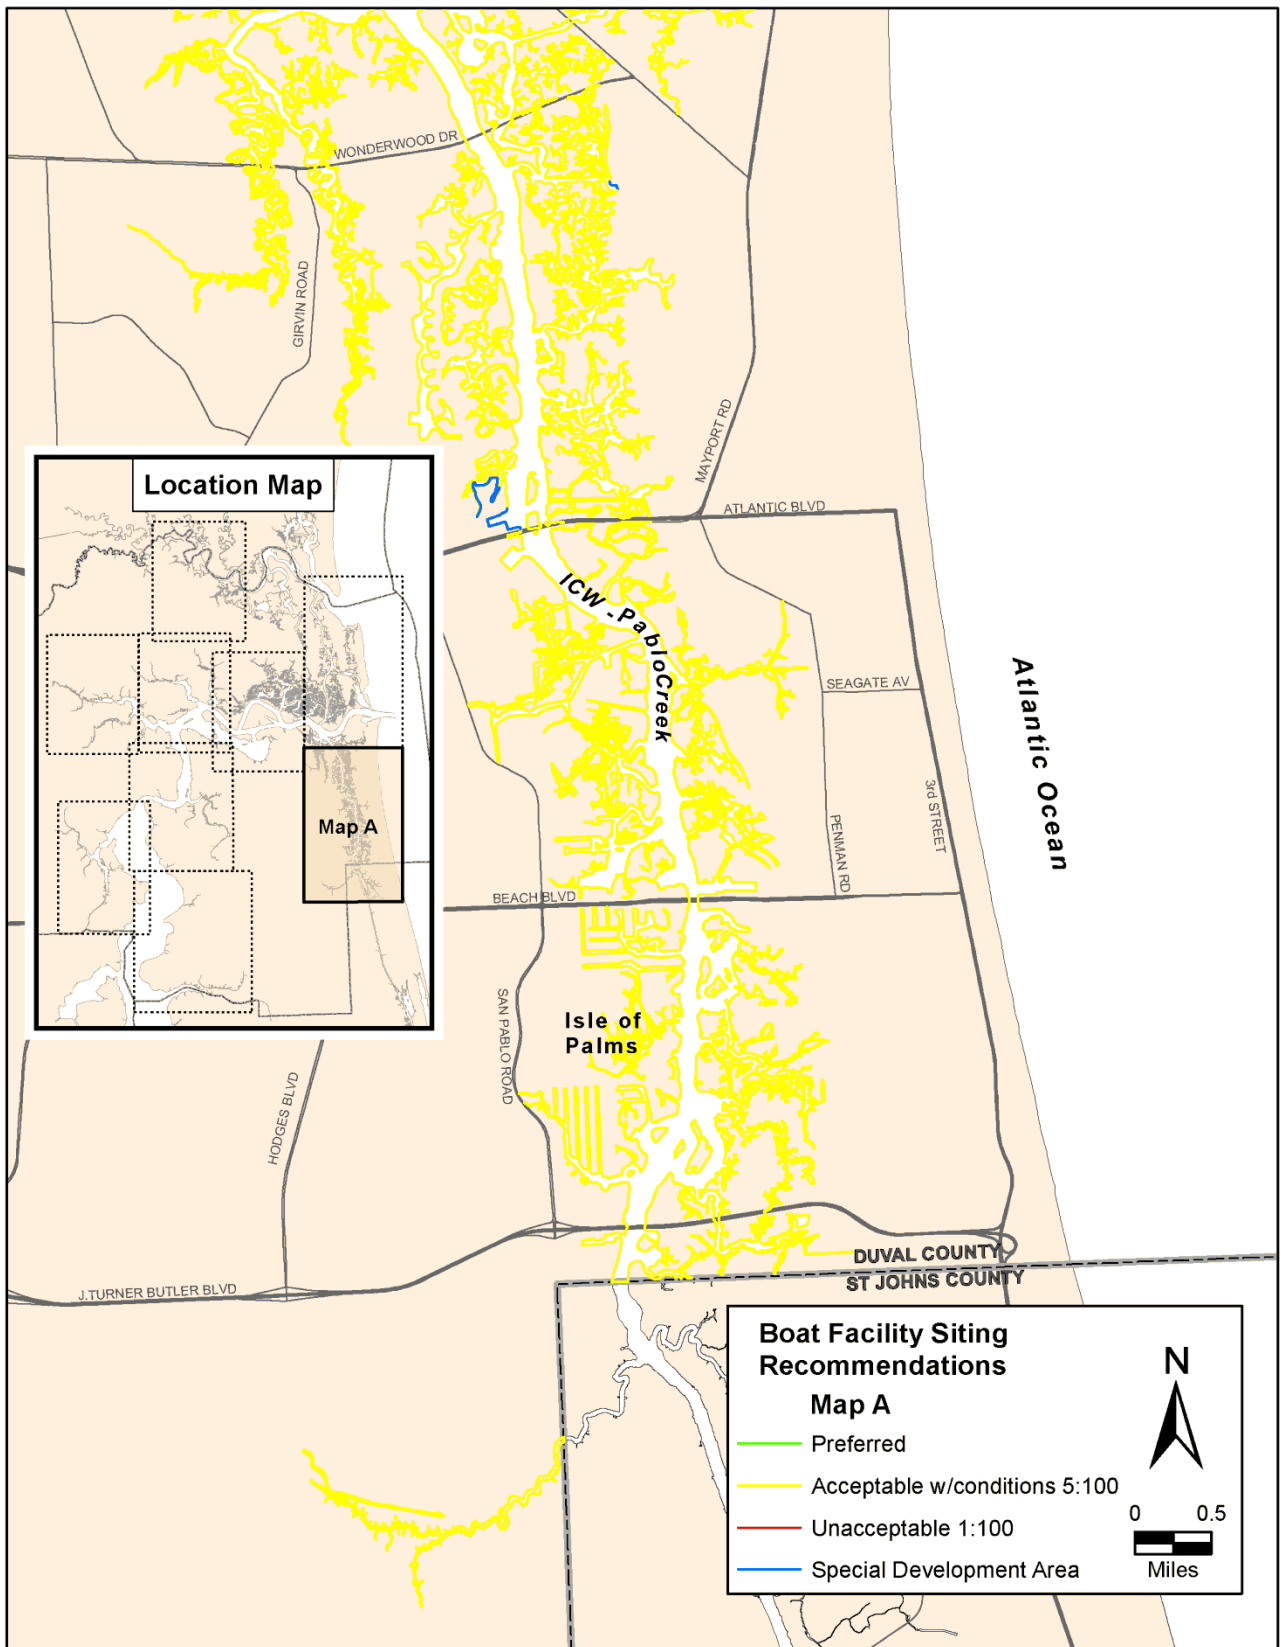 WONDERWOOD DR
GIRVIN ROAD
MAYPORT RD
Location Map
Map A
ATLANTIC BLVD
ICW - PabloCreek
SEAGATE AV
Atlantic Ocean
3rd STREET
PENMAN RD
BEACH BLVD
SAN PABLO ROAD
Isle of
Palms
HODGES BLVD
DUVAL COUNTY
ST JOHNS COUNTY
J.TURNER BUTLER BLVD
Boat Facility Siting
Recommendations
Map A
N
Preferred
Acceptable w/conditions 5:100
Unacceptable 1:100
Special Development Area
0 0.5
Miles